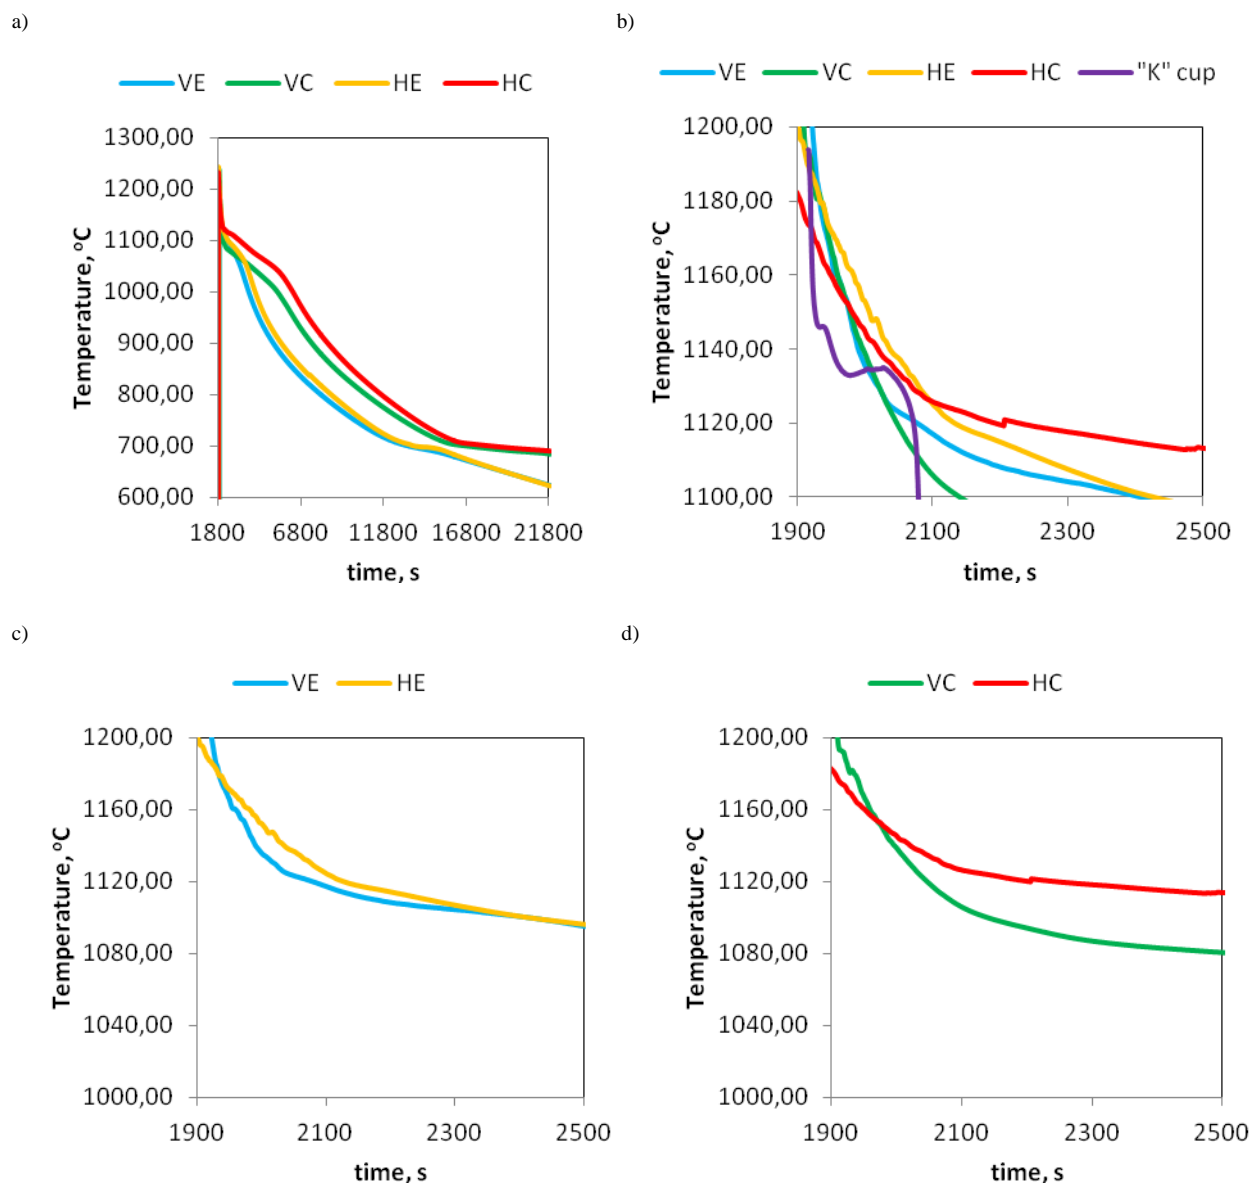 a)
VE VC HE HC
1300,00
1200,00
1100,00
1000,00
900,00
800,00
700,00
600,00
Temperature, ºC
1800 6800 11800 16800 21800
time, s
b)
VE VC HE HC "K" cup
1200,00
1180,00
1160,00
1140,00
1120,00
1100,00
Temperature, ºC
1900 2100 2300 2500
time, s
c)
VE HE
1200,00
1160,00
1120,00
1080,00
1040,00
1000,00
Temperature, ºC
1900 2100 2300 2500
time, s
d)
VC HC
1200,00
1160,00
1120,00
1080,00
1040,00
1000,00
Temperature, ºC
1900 2100 2300 2500
time, s